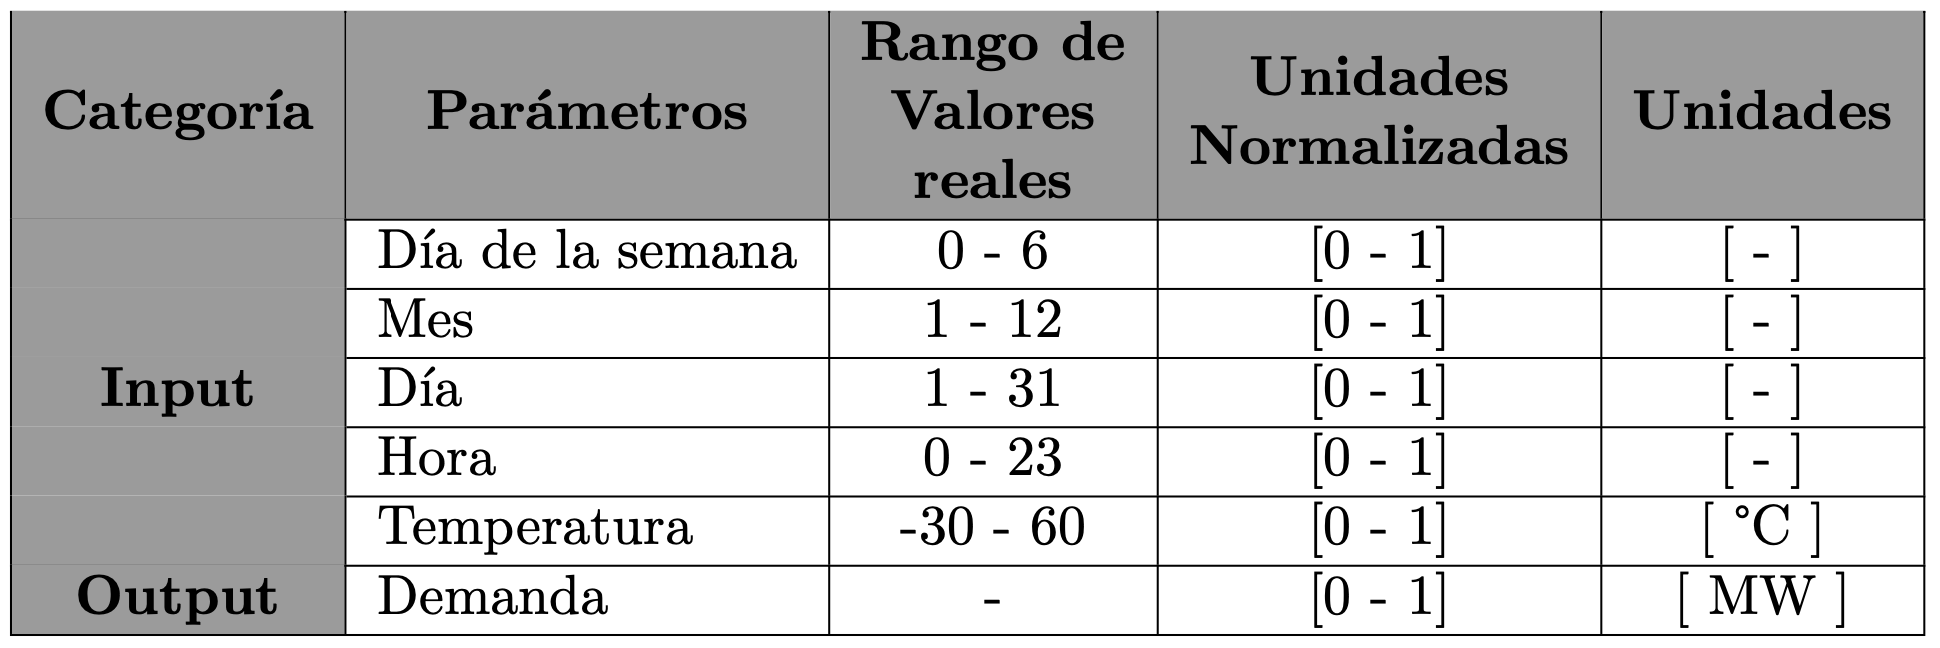 Categoría Parámetros Rango de Valores reales Unidades Normalizadas Unidades
Input
Día de la semana 0 - 6 [0 - 1] [ - ]
Mes 1 - 12 [0 - 1] [ - ]
Día 1 - 31 [0 - 1] [ - ]
Hora 0 - 23 [0 - 1] [ - ]
Temperatura -30 - 60 [0 - 1] [ °C ]
Output Demanda - [0 - 1] [ MW ]